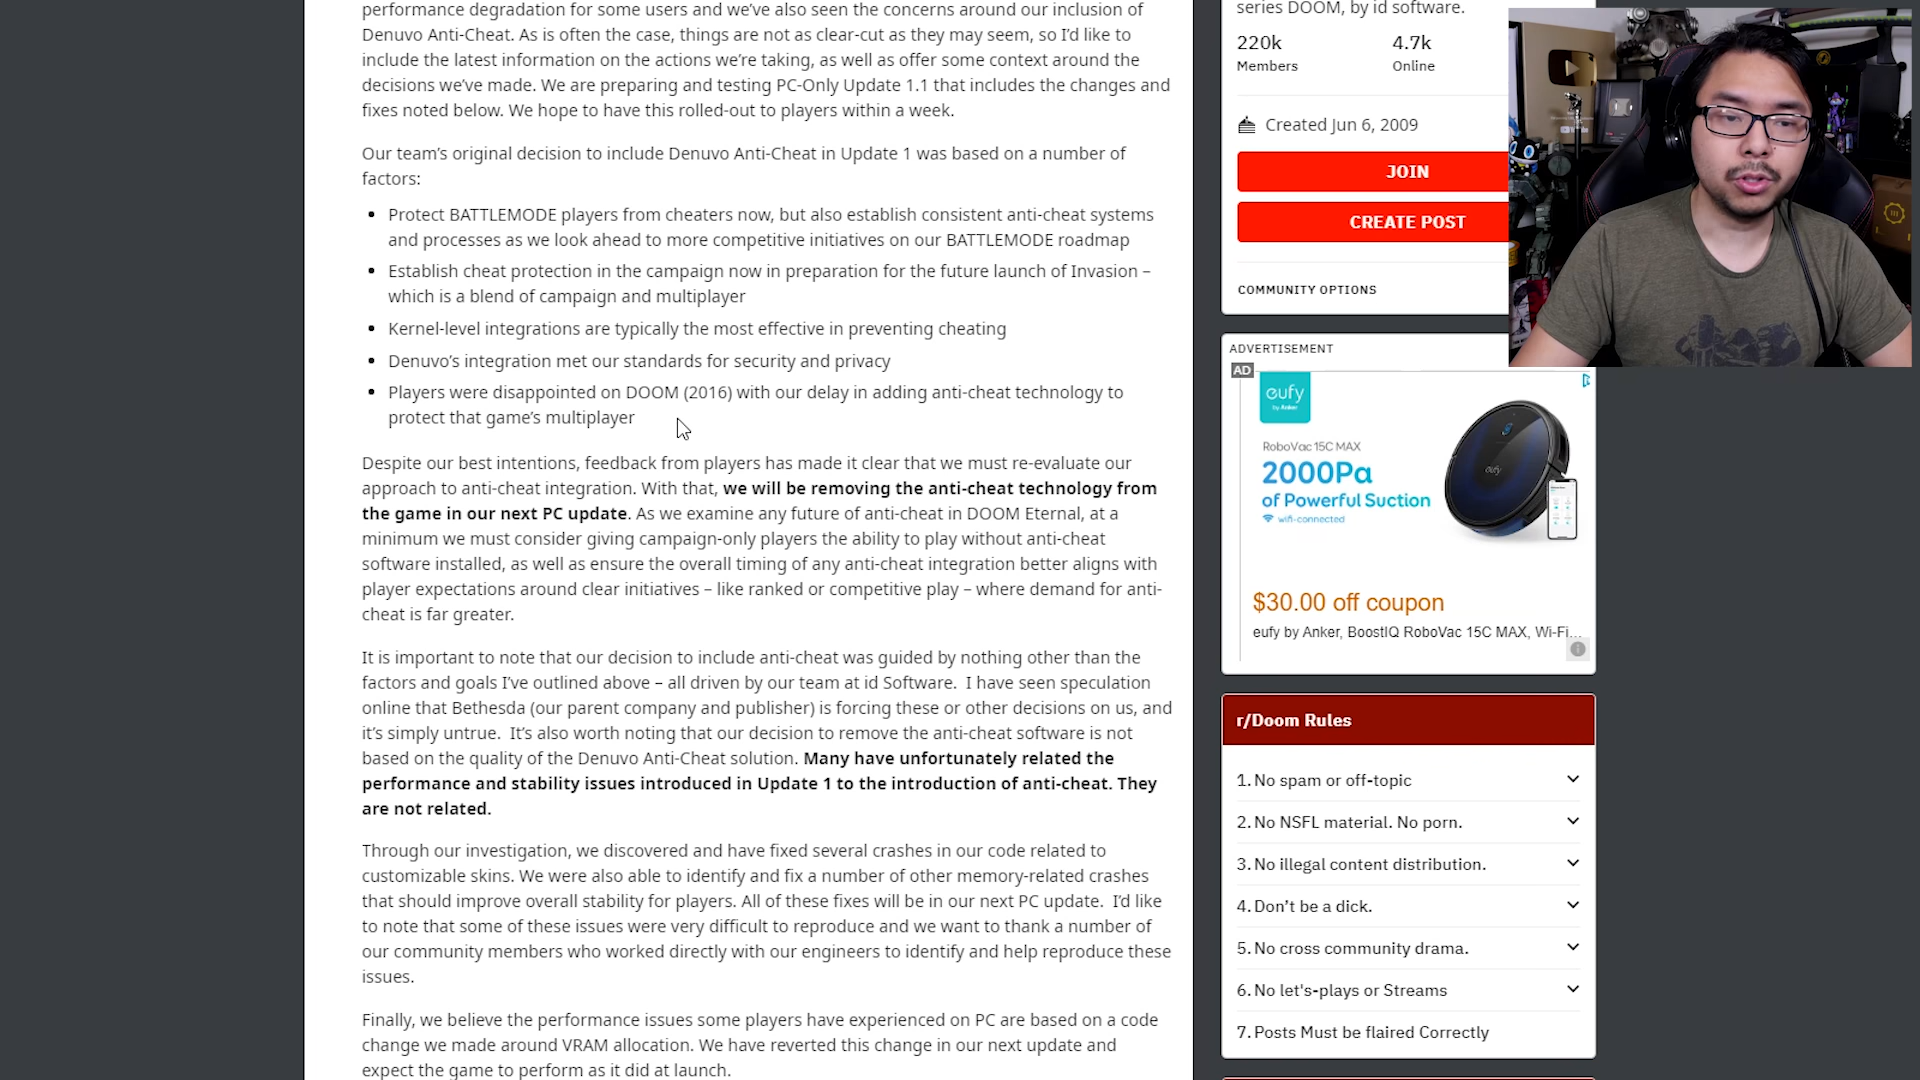 performance degradation for some users and we've also seen the concerns around our inclusion of
Denuvo Anti-Cheat. As is often the case, things are not as clear-cut as they may seem, so I'd like to
include the latest information on the actions we're taking, as well as offer some context around the
decisions we've made. We are preparing and testing PC-Only Update 1.1 that includes the changes and
fixes noted below. We hope to have this rolled-out to players within a week.
Our team's original decision to include Denuvo Anti-Cheat in Update 1 was based on a number of
factors:
• Protect BATTLEMODE players from cheaters now, but also establish consistent anti-cheat systems
and processes as we look ahead to more competitive initiatives on our BATTLEMODE roadmap
• Establish cheat protection in the campaign now in preparation for the future launch of Invasion –
which is a blend of campaign and multiplayer
• Kernel-level integrations are typically the most effective in preventing cheating
• Denuvo's integration met our standards for security and privacy
• Players were disappointed on DOOM (2016) with our delay in adding anti-cheat technology to
protect that game's multiplayer
Despite our best intentions, feedback from players has made it clear that we must re-evaluate our
approach to anti-cheat integration. With that, we will be removing the anti-cheat technology from
the game in our next PC update. As we examine any future of anti-cheat in DOOM Eternal, at a
minimum we must consider giving campaign-only players the ability to play without anti-cheat
software installed, as well as ensure the overall timing of any anti-cheat integration better aligns with
player expectations around clear initiatives – like ranked or competitive play – where demand for anti-
cheat is far greater.
It is important to note that our decision to include anti-cheat was guided by nothing other than the
factors and goals I've outlined above – all driven by our team at id Software.  I have seen speculation
online that Bethesda (our parent company and publisher) is forcing these or other decisions on us, and
it's simply untrue.  It's also worth noting that our decision to remove the anti-cheat software is not
based on the quality of the Denuvo Anti-Cheat solution. Many have unfortunately related the
performance and stability issues introduced in Update 1 to the introduction of anti-cheat. They
are not related.
Through our investigation, we discovered and have fixed several crashes in our code related to
customizable skins. We were also able to identify and fix a number of other memory-related crashes
that should improve overall stability for players. All of these fixes will be in our next PC update.  I'd like
to note that some of these issues were very difficult to reproduce and we want to thank a number of
our community members who worked directly with our engineers to identify and help reproduce these
issues.
Finally, we believe the performance issues some players have experienced on PC are based on a code
change we made around VRAM allocation. We have reverted this change in our next update and
expect the game to perform as it did at launch.
series DOOM, by id software.
220k
Members
4.7k
Online
Created Jun 6, 2009
JOIN
CREATE POST
COMMUNITY OPTIONS
ADVERTISEMENT
AD
eufy
by Anker
RoboVac 15C MAX
2000Pa
of Powerful Suction
wifi-connected
eufy
$30.00 off coupon
eufy by Anker, BoostIQ RoboVac 15C MAX, Wi-Fi...
r/Doom Rules
1. No spam or off-topic
2. No NSFL material. No porn.
3. No illegal content distribution.
4. Don't be a dick.
5. No cross community drama.
6. No let's-plays or Streams
7. Posts Must be flaired Correctly